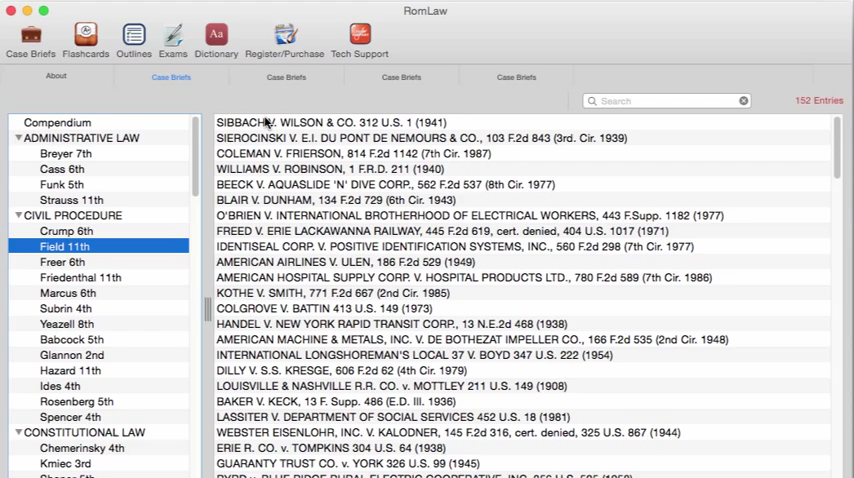 RomLaw
Case Briefs Flashcards Outlines Exams Dictionary Register/Purchase Tech Support
About Case Briefs Case Briefs Case Briefs Case Briefs
Search 152 Entries
Compendium
ADMINISTRATIVE LAW
Breyer 7th
Cass 6th
Funk 5th
Strauss 11th
CIVIL PROCEDURE
Crump 6th
Field 11th
Freer 6th
Friedenthal 11th
Marcus 6th
Subrin 4th
Yeazell 8th
Babcock 5th
Glannon 2nd
Hazard 11th
Ides 4th
Rosenberg 5th
Spencer 4th
CONSTITUTIONAL LAW
Chemerinsky 4th
Kmiec 3rd
SIBBACH V. WILSON & CO. 312 U.S. 1 (1941)
SIEROCINSKI V. E.I. DU PONT DE NEMOURS & CO., 103 F.2d 843 (3rd. Cir. 1939)
COLEMAN V. FRIERSON, 814 F.2d 1142 (7th Cir. 1987)
WILLIAMS V. ROBINSON, 1 F.R.D. 211 (1940)
BEECK V. AQUASLIDE 'N' DIVE CORP., 562 F.2d 537 (8th Cir. 1977)
BLAIR V. DUNHAM, 134 F.2d 729 (6th Cir. 1943)
O'BRIEN V. INTERNATIONAL BROTHERHOOD OF ELECTRICAL WORKERS, 443 F.Supp. 1182 (1977)
FREED V. ERIE LACKAWANNA RAILWAY, 445 F.2d 619, cert. denied, 404 U.S. 1017 (1971)
IDENTISEAL CORP. V. POSITIVE IDENTIFICATION SYSTEMS, INC., 560 F.2d 298 (7th Cir. 1977)
AMERICAN AIRLINES V. ULEN, 186 F.2d 529 (1949)
AMERICAN HOSPITAL SUPPLY CORP. V. HOSPITAL PRODUCTS LTD., 780 F.2d 589 (7th Cir. 1986)
KOTHE V. SMITH, 771 F.2d 667 (2nd Cir. 1985)
COLGROVE V. BATTIN 413 U.S. 149 (1973)
HANDEL V. NEW YORK RAPID TRANSIT CORP., 13 N.E.2d 468 (1938)
AMERICAN MACHINE & METALS, INC. V. DE BOTHEZAT IMPELLER CO., 166 F.2d 535 (2nd Cir. 1948)
INTERNATIONAL LONGSHOREMAN'S LOCAL 37 V. BOYD 347 U.S. 222 (1954)
DILLY V. S.S. KRESGE, 606 F.2d 62 (4th Cir. 1979)
LOUISVILLE & NASHVILLE R.R. CO. v. MOTTLEY 211 U.S. 149 (1908)
BAKER V. KECK, 13 F. Supp. 486 (E.D. Ill. 1936)
LASSITER V. DEPARTMENT OF SOCIAL SERVICES 452 U.S. 18 (1981)
WEBSTER EISENLOHR, INC. V. KALODNER, 145 F.2d 316, cert. denied, 325 U.S. 867 (1944)
ERIE R. CO. v. TOMPKINS 304 U.S. 64 (1938)
GUARANTY TRUST CO. v. YORK 326 U.S. 99 (1945)